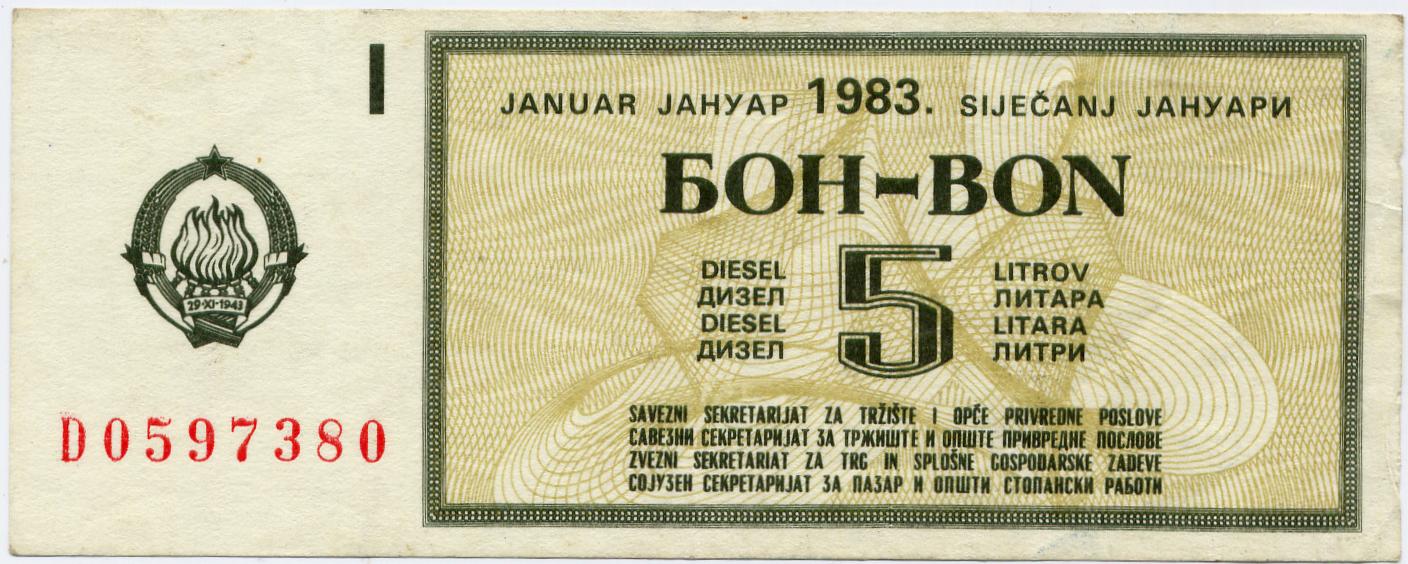 I
JANUAR ЈАНУАР 1983. SIJEČANJ ЈАНУАРИ
БОН-BON
DIESEL 5 LITROV
ДИЗЕЛ ЛИТАРА
DIESEL LITARA
ДИЗЕЛ ЛИТРИ
29·XI·1943
D0597380
SAVEZNI SEKRETARIJAT ZA TRŽIŠTE I OPĆE PRIVREDNE POSLOVE
САВЕЗНИ СЕКРЕТАРИЈАТ ЗА ТРЖИШТЕ И ОПШТЕ ПРИВРЕДНЕ ПОСЛОВЕ
ZVEZNI SEKRETARIAT ZA TRG IN SPLOŠNE GOSPODARSKE ZADEVE
СОЈУЗЕН СЕКРЕТАРИЈАТ ЗА ПАЗАР И ОПШТИ СТОПАНСКИ РАБОТИ